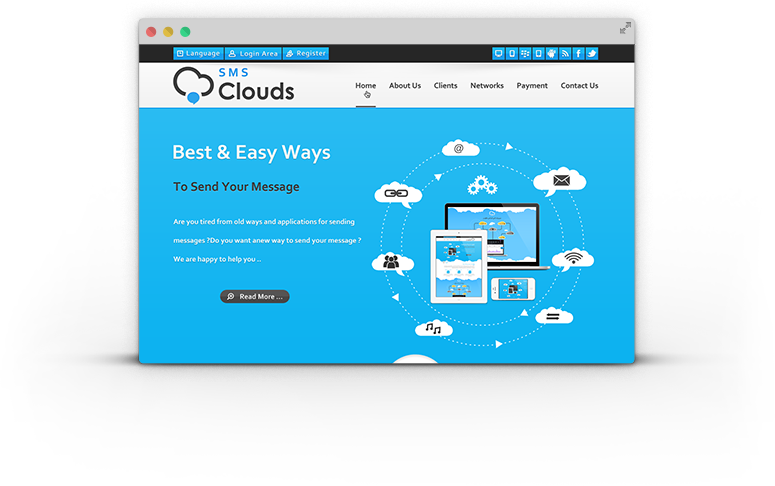 Language
Login Area
Register
SMS
Clouds
Home
About Us
Clients
Networks
Payment
Contact Us
Best & Easy Ways
To Send Your Message
Are you tired from old ways and applications for sending
messages ?Do you want anew way to send your message ?
We are happy to help you ..
Read More ...
@